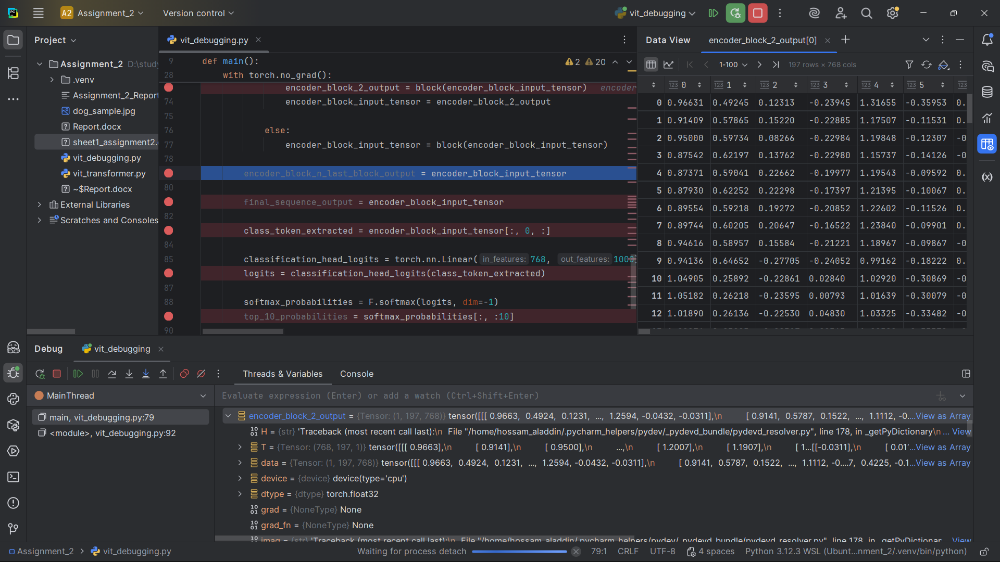 A2 Assignment_2 Version control vit_debugging
Project
Assignment_2 D:\study
.venv
Assignment_2_Report
dog_sample.jpg
Report.docx
sheet1_assignment2.
vit_debugging.py
vit_transformer.py
~$Report.docx
External Libraries
Scratches and Consoles
vit_debugging.py
2 20
9 def main():
28 with torch.no_grad():
encoder_block_2_output = block(encoder_block_input_tensor) encoder
74 encoder_block_input_tensor = encoder_block_2_output
75
76 else:
77 encoder_block_input_tensor = block(encoder_block_input_tensor)
78
encoder_block_n_last_block_output = encoder_block_input_tensor
80
final_sequence_output = encoder_block_input_tensor
82
class_token_extracted = encoder_block_input_tensor[:, 0, :]
84
85 classification_head_logits = torch.nn.Linear( in_features: 768, out_features: 1000
logits = classification_head_logits(class_token_extracted)
87
88 softmax_probabilities = F.softmax(logits, dim=-1)
top_10_probabilities = softmax_probabilities[:, :10]
90
Data View encoder_block_2_output[0]
1-100 197 rows × 768 cols
0 1 2 3 4 5
0 0.96631 0.49245 0.12313 -0.23945 1.31655 -0.35953 0.
1 0.91409 0.57865 0.15220 -0.22885 1.17507 -0.11531 0.
2 0.95000 0.59734 0.08266 -0.22984 1.19848 -0.12307 -0
3 0.87542 0.62197 0.13762 -0.22980 1.15737 -0.14126 -0
4 0.87371 0.59041 0.22662 -0.19977 1.19543 -0.09592 0.
5 0.87930 0.62252 0.22298 -0.17397 1.21395 -0.10067 0.
6 0.89554 0.59218 0.19272 -0.20852 1.22602 -0.11526 0.
7 0.89744 0.60205 0.20647 -0.16522 1.23840 -0.09901 0.
8 0.94616 0.58957 0.15584 -0.21221 1.18967 -0.09867 -0
9 0.94136 0.64652 -0.27705 -0.24052 0.99162 -0.18222 0.
10 1.04905 0.25892 -0.22861 0.02840 1.02920 -0.30869 -0
11 1.05182 0.26218 -0.23595 0.00793 1.01639 -0.30079 -0
12 1.01890 0.26136 -0.22530 0.04830 1.03325 -0.33482 -0
Debug vit_debugging
Threads & Variables Console
MainThread
main, vit_debugging.py:79
<module>, vit_debugging.py:92
Evaluate expression (Enter) or add a watch (Ctrl+Shift+Enter)
encoder_block_2_output = {Tensor: (1, 197, 768)} tensor([[[ 0.9663, 0.4924, 0.1231, ..., 1.2594, -0.0432, -0.0311],\n [ 0.9141, 0.5787, 0.1522, ..., 1.1112, -0....View as Array
H = {str} 'Traceback (most recent call last):\n File "/home/hossam_aladdin/.pycharm_helpers/pydev/_pydevd_bundle/pydevd_resolver.py", line 178, in _getPyDictionary\n ... View
T = {Tensor: (768, 197, 1)} tensor([[[ 0.9663],\n [ 0.9141],\n [ 0.9500],\n ...,\n [ 1.2007],\n [ 1.1907],\n [ 1...[[-0.0311],\n [ 0.01...View as Array
data = {Tensor: (1, 197, 768)} tensor([[[ 0.9663, 0.4924, 0.1231, ..., 1.2594, -0.0432, -0.0311],\n [ 0.9141, 0.5787, 0.1522, ..., 1.1112, -0....7, 0.4225, -0.1...View as Array
device = {device} device(type='cpu')
dtype = {dtype} torch.float32
grad = {NoneType} None
grad_fn = {NoneType} None
imag = {str} 'Traceback (most recent call last):\n File "/home/hossam_aladdin/.pycharm_helpers/pydev/_pydevd_bundle/pydevd_resolver.py", line 178, in _getPyDictionary View
Assignment_2 > vit_debugging.py Waiting for process detach 79:1 CRLF UTF-8 4 spaces Python 3.12.3 WSL (Ubunt...nment_2/.venv/bin/python)